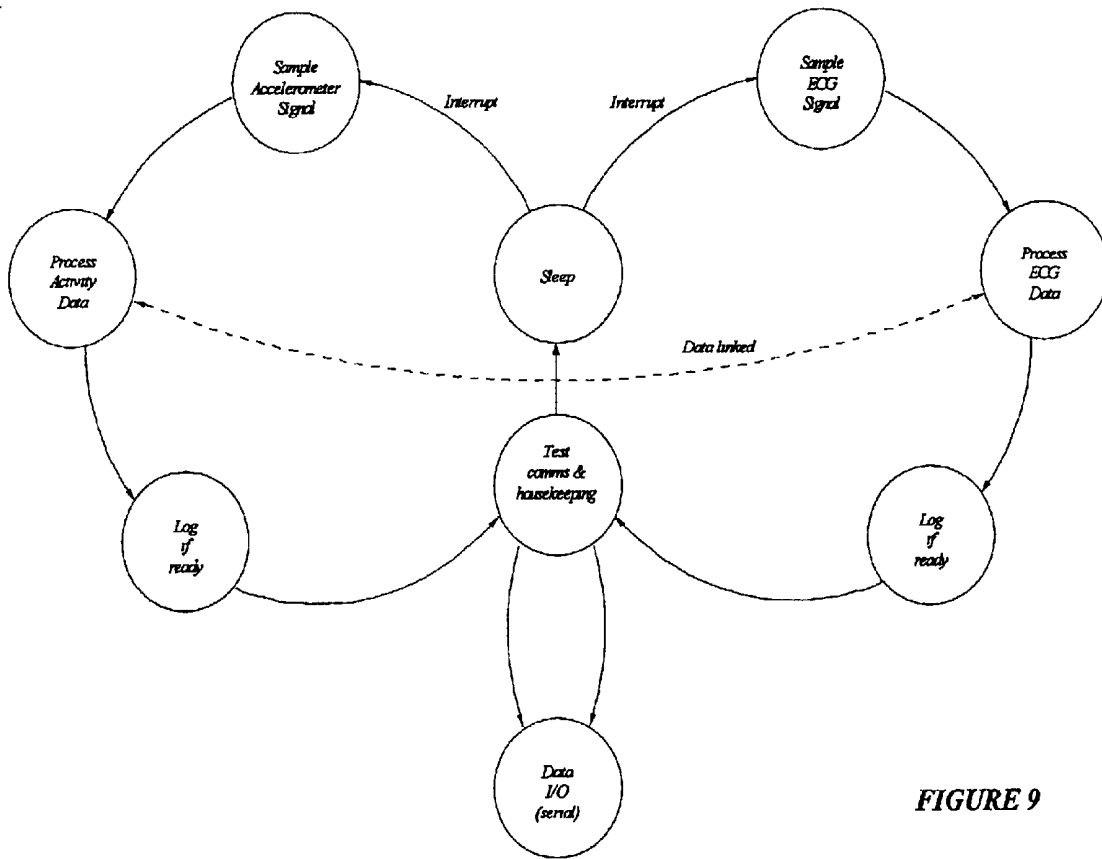 Sample
Accelerometer
Signal
Sample
ECG
Signal
Interrupt
Interrupt
Process
Activity
Data
Sleep
Process
ECG
Data
Data linked
Test
comms &
housekeeping
Log
if
ready
Log
if
ready
Data
I/O
(serial)
FIGURE 9